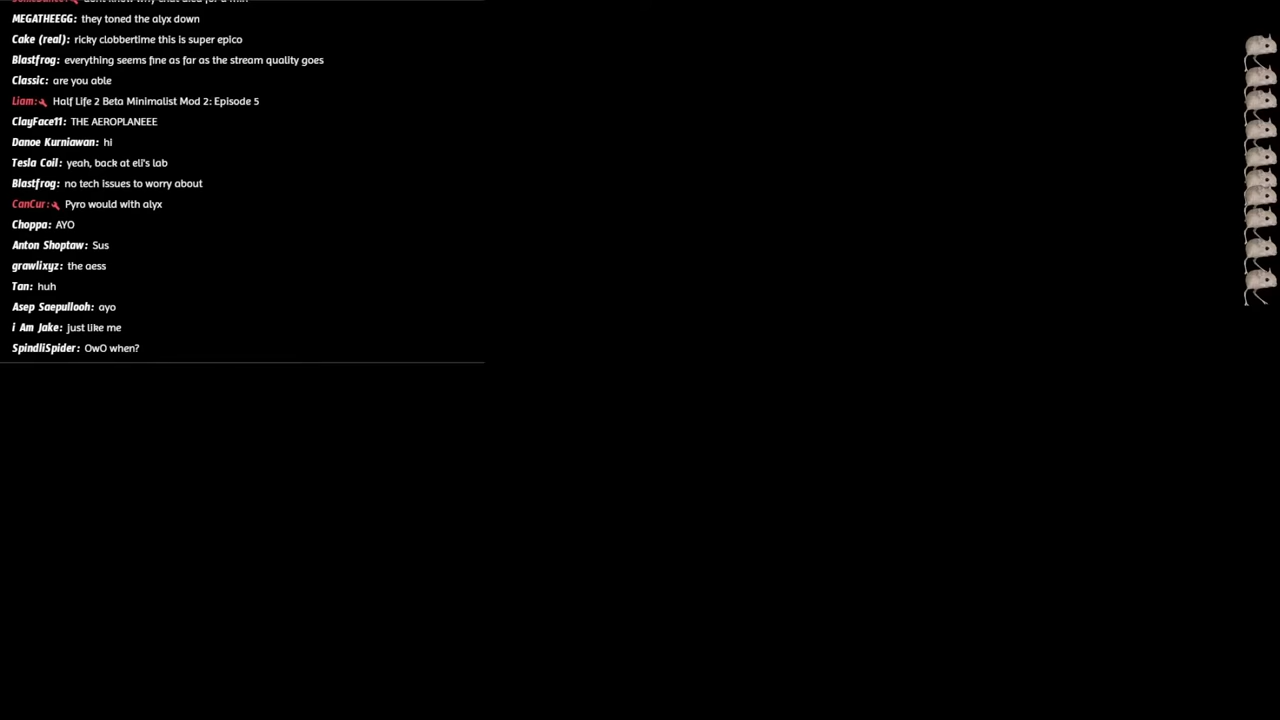 MEGATHEEGG: they toned the alyx down
Cake (real): ricky clobbertime this is super epico
Blastfrog: everything seems fine as far as the stream quality goes
Classic: are you able
Liam: Half Life 2 Beta Minimalist Mod 2: Episode 5
ClayFace11: THE AEROPLANEEE
Danoe Kurniawan: hi
Tesla Coil: yeah, back at eli's lab
Blastfrog: no tech issues to worry about
CanCur: Pyro would with alyx
Choppa: AYO
Anton Shoptaw: Sus
grawlixyz: the aess
Tan: huh
Asep Saepullooh: ayo
i Am Jake: just like me
SpindliSpider: OwO when?